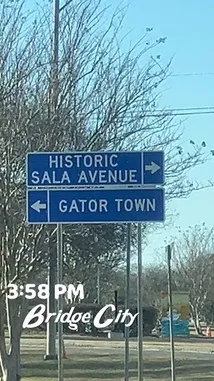 HISTORIC
SALA AVENUE
GATOR TOWN
3:58 PM
Bridge City